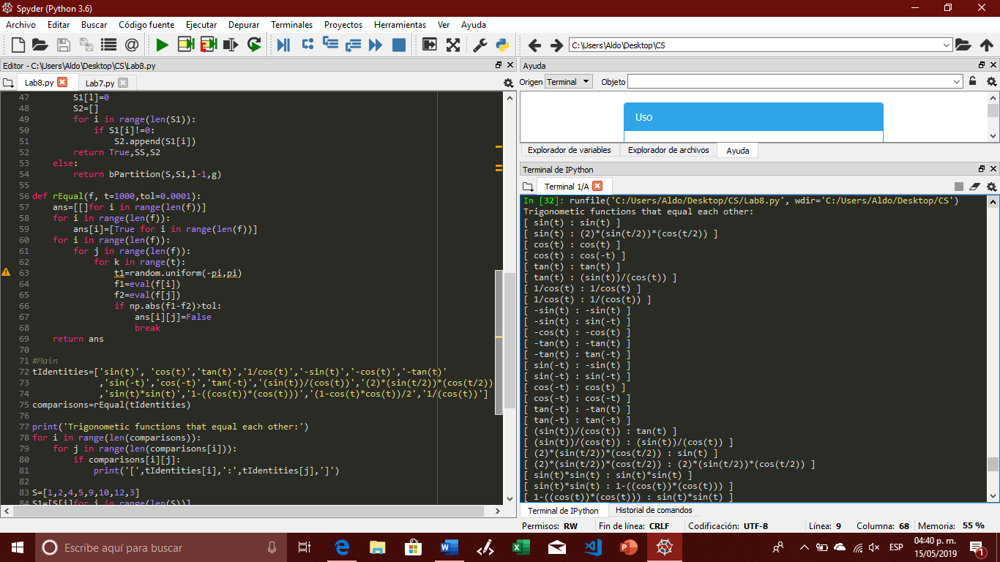 Spyder (Python 3.6)
Archivo Editar Buscar Código fuente Ejecutar Depurar Terminales Proyectos Herramientas Ver Ayuda
C:\Users\Aldo\Desktop\CS
Editor - C:\Users\Aldo\Desktop\CS\Lab8.py
Lab8.py Lab7.py
47 S1[l]=0
48 S2=[]
49 for i in range(len(S1)):
50 if S1[i]!=0:
51 S2.append(S1[i])
52 return True,SS,S2
53 else:
54 return bPartition(S,S1,l-1,g)
55
56 def rEqual(f, t=1000,tol=0.0001):
57 ans=[[]for i in range(len(f))]
58 for i in range(len(f)):
59 ans[i]=[True for i in range(len(f))]
60 for i in range(len(f)):
61 for j in range(len(f)):
62 for k in range(t):
63 t1=random.uniform(-pi,pi)
64 f1=eval(f[i])
65 f2=eval(f[j])
66 if np.abs(f1-f2)>tol:
67 ans[i][j]=False
68 break
69 return ans
70
71 #Main
72 tIdentities=['sin(t)', 'cos(t)','tan(t)','1/cos(t)','-sin(t)','-cos(t)','-tan(t)'
73 ,'sin(-t)','cos(-t)','tan(-t)','(sin(t))/(cos(t))','(2)*(sin(t/2))*(cos(t/2))
74 ,'sin(t)*sin(t)','1-((cos(t))*(cos(t)))','(1-cos(t)*cos(t))/2','1/(cos(t))']
75 comparisons=rEqual(tIdentities)
76
77 print('Trigonometic functions that equal each other:')
78 for i in range(len(comparisons)):
79 for j in range(len(comparisons[i])):
80 if comparisons[i][j]:
81 print('[',tIdentities[i],':',tIdentities[j],']')
82
83 S=[1,2,4,5,9,10,12,3]
84 S1=[S[i]for i in range(len(S))]
Ayuda
Origen Terminal Objeto
Uso
Explorador de variables Explorador de archivos Ayuda
Terminal de IPython
Terminal 1/A
In [32]: runfile('C:/Users/Aldo/Desktop/CS/Lab8.py', wdir='C:/Users/Aldo/Desktop/CS')
Trigonometic functions that equal each other:
[ sin(t) : sin(t) ]
[ sin(t) : (2)*(sin(t/2))*(cos(t/2)) ]
[ cos(t) : cos(t) ]
[ cos(t) : cos(-t) ]
[ tan(t) : tan(t) ]
[ tan(t) : (sin(t))/(cos(t)) ]
[ 1/cos(t) : 1/cos(t) ]
[ 1/cos(t) : 1/(cos(t)) ]
[ -sin(t) : -sin(t) ]
[ -sin(t) : sin(-t) ]
[ -cos(t) : -cos(t) ]
[ -tan(t) : -tan(t) ]
[ -tan(t) : tan(-t) ]
[ sin(-t) : -sin(t) ]
[ sin(-t) : sin(-t) ]
[ cos(-t) : cos(t) ]
[ cos(-t) : cos(-t) ]
[ tan(-t) : -tan(t) ]
[ tan(-t) : tan(-t) ]
[ (sin(t))/(cos(t)) : tan(t) ]
[ (sin(t))/(cos(t)) : (sin(t))/(cos(t)) ]
[ (2)*(sin(t/2))*(cos(t/2)) : sin(t) ]
[ (2)*(sin(t/2))*(cos(t/2)) : (2)*(sin(t/2))*(cos(t/2)) ]
[ sin(t)*sin(t) : sin(t)*sin(t) ]
[ sin(t)*sin(t) : 1-((cos(t))*(cos(t))) ]
[ 1-((cos(t))*(cos(t))) : sin(t)*sin(t) ]
Terminal de IPython Historial de comandos
Permisos: RW Fin de línea: CRLF Codificación: UTF-8 Línea: 9 Columna: 68 Memoria: 55 %
Escribe aquí para buscar
ESP
04:40 p. m.
15/05/2019
1